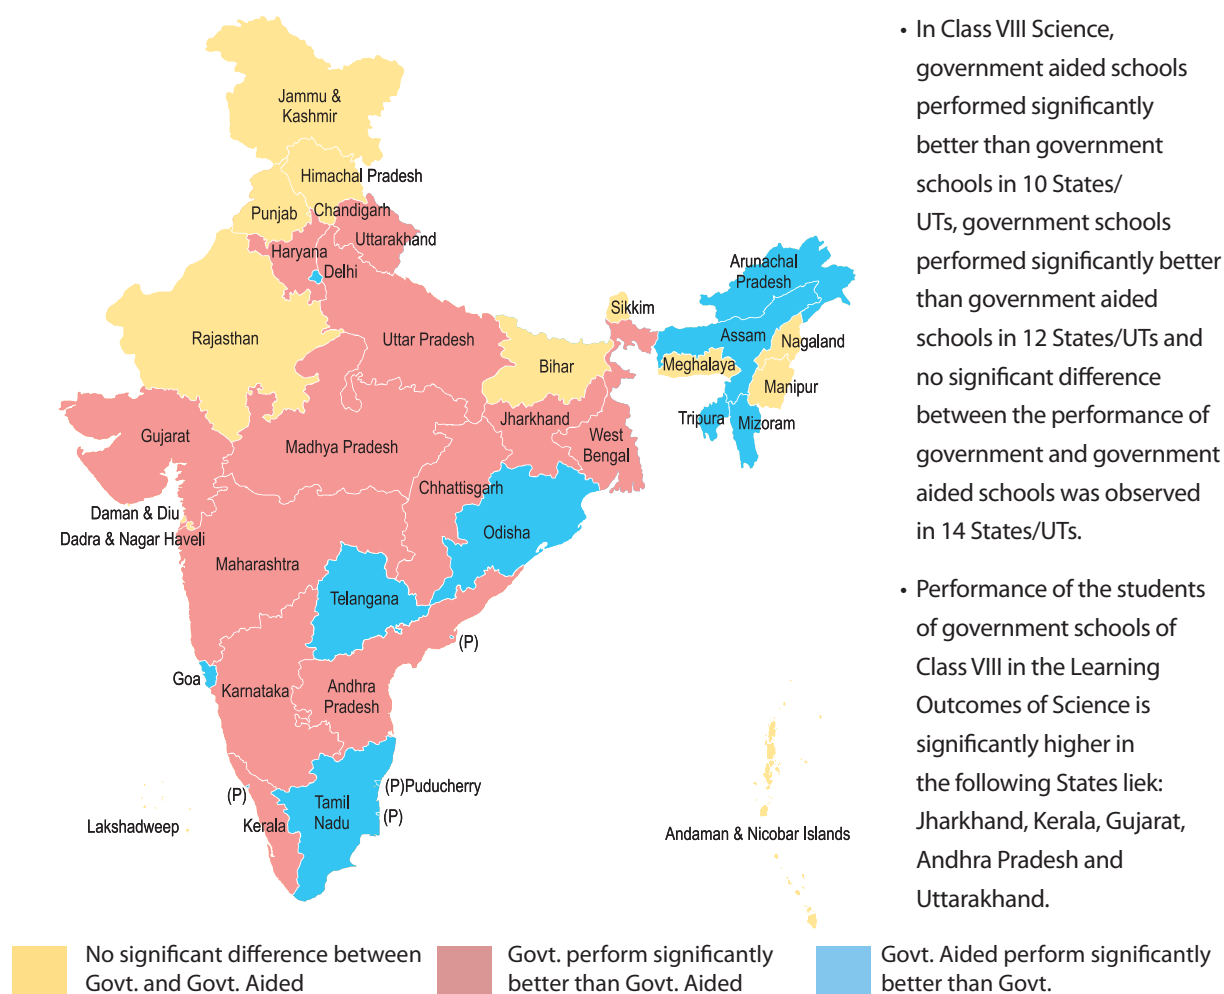 Jammu &
Kashmir
Himachal Pradesh
Punjab
Chandigarh
Uttarakhand
Haryana
Delhi
Rajasthan
Uttar Pradesh
Bihar
Sikkim
Arunachal
Pradesh
Assam
Nagaland
Meghalaya
Manipur
Tripura
Mizoram
Gujarat
Madhya Pradesh
Jharkhand
West
Bengal
Chhattisgarh
Daman & Diu
Dadra & Nagar Haveli
Odisha
Maharashtra
Telangana
(P)
Goa
Karnataka
Andhra
Pradesh
(P)
(P)Puducherry
(P)
Tamil
Nadu
Kerala
Lakshadweep
Andaman & Nicobar Islands
• In Class VIII Science,
government aided schools
performed significantly
better than government
schools in 10 States/
UTs, government schools
performed significantly better
than government aided
schools in 12 States/UTs and
no significant difference
between the performance of
government and government
aided schools was observed
in 14 States/UTs.
• Performance of the students
of government schools of
Class VIII in the Learning
Outcomes of Science is
significantly higher in
the following States liek:
Jharkhand, Kerala, Gujarat,
Andhra Pradesh and
Uttarakhand.
No significant difference between
Govt. and Govt. Aided
Govt. perform significantly
better than Govt. Aided
Govt. Aided perform significantly
better than Govt.